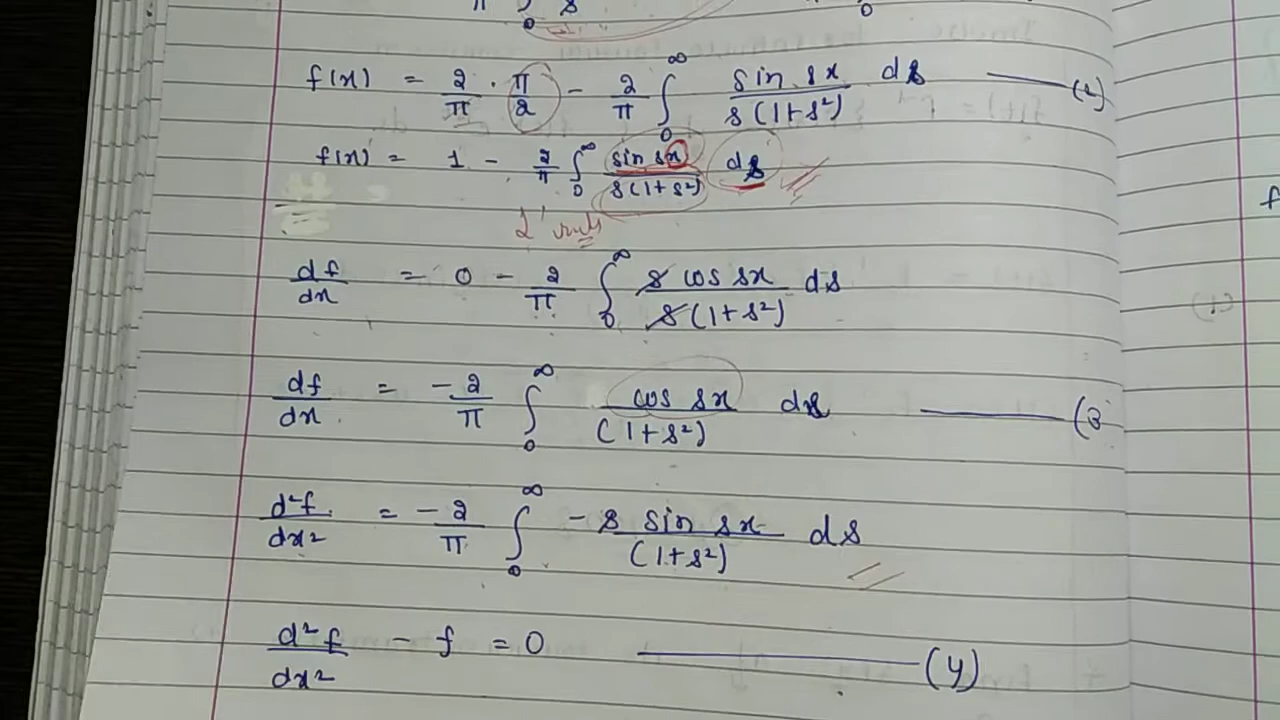 f(x) = 2/π · π/2 - 2/π ∫₀^∞ sin sx / s(1+s²) ds —— (2)
f(x) = 1 - 2/π ∫₀^∞ sin sx / s(1+s²) ds
df/dx = 0 - 2/π ∫₀^∞ s cos sx / s(1+s²) ds
df/dx = -2/π ∫₀^∞ cos sx / (1+s²) ds —— (3
d²f/dx² = -2/π ∫₀^∞ -s sin sx / (1+s²) ds
d²f/dx² - f = 0 —— (4)